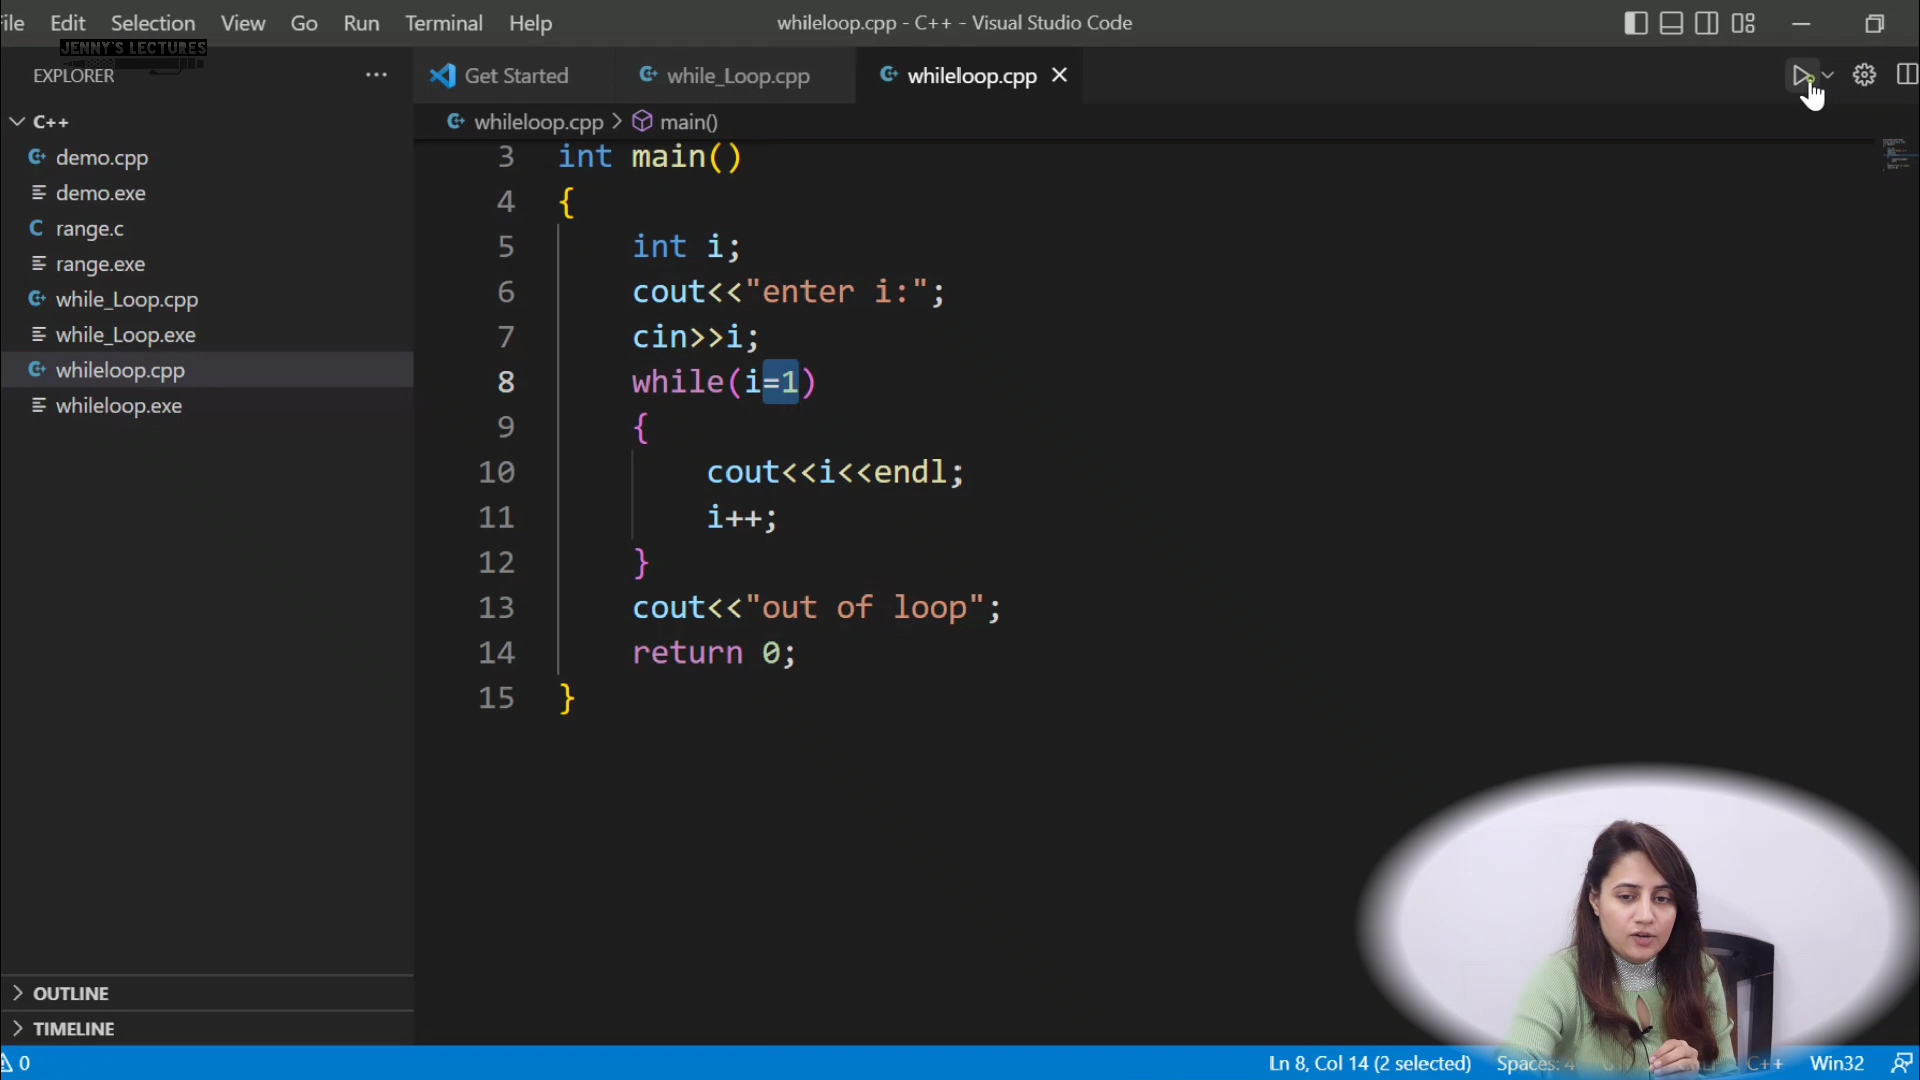 ile Edit Selection View Go Run Terminal Help whileloop.cpp - C++ - Visual Studio Code
JENNY'S LECTURES
EXPLORER ··· Get Started while_Loop.cpp whileloop.cpp
C++ whileloop.cpp > main()
demo.cpp
demo.exe
range.c
range.exe
while_Loop.cpp
while_Loop.exe
whileloop.cpp
whileloop.exe
3 int main()
4 {
5 int i;
6 cout<<"enter i:";
7 cin>>i;
8 while(i=1)
9 {
10 cout<<i<<endl;
11 i++;
12 }
13 cout<<"out of loop";
14 return 0;
15 }
OUTLINE
TIMELINE
0 Ln 8, Col 14 (2 selected) Spaces: C++ Win32